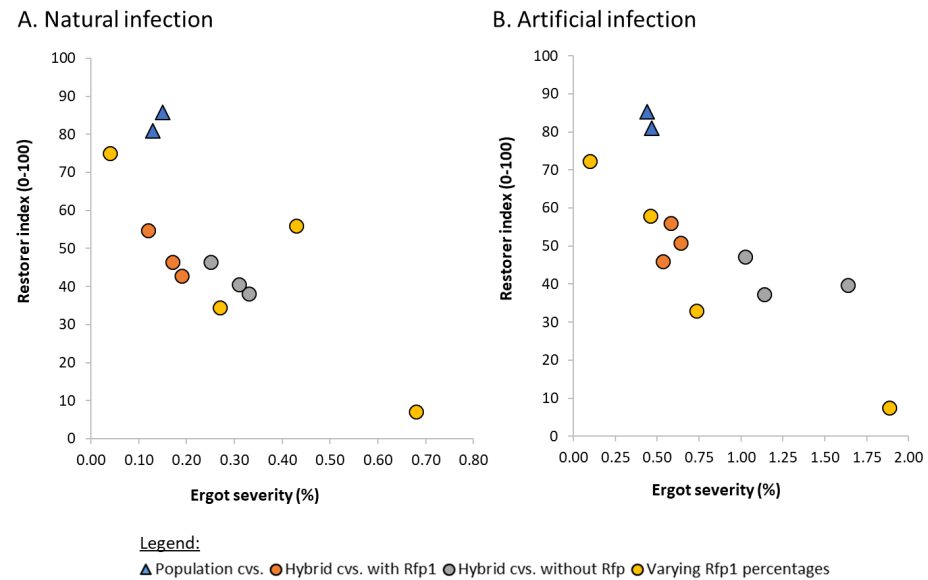 A. Natural infection
100
90
80
70
60
50
40
30
20
10
0
Restorer index (0-100)
0.00 0.10 0.20 0.30 0.40 0.50 0.60 0.70 0.80
Ergot severity (%)
B. Artificial infection
100
90
80
70
60
50
40
30
20
10
0
Restorer index (0-100)
0.00 0.25 0.50 0.75 1.00 1.25 1.50 1.75 2.00
Ergot severity (%)
Legend:
Population cvs. Hybrid cvs. with Rfp1 Hybrid cvs. without Rfp Varying Rfp1 percentages